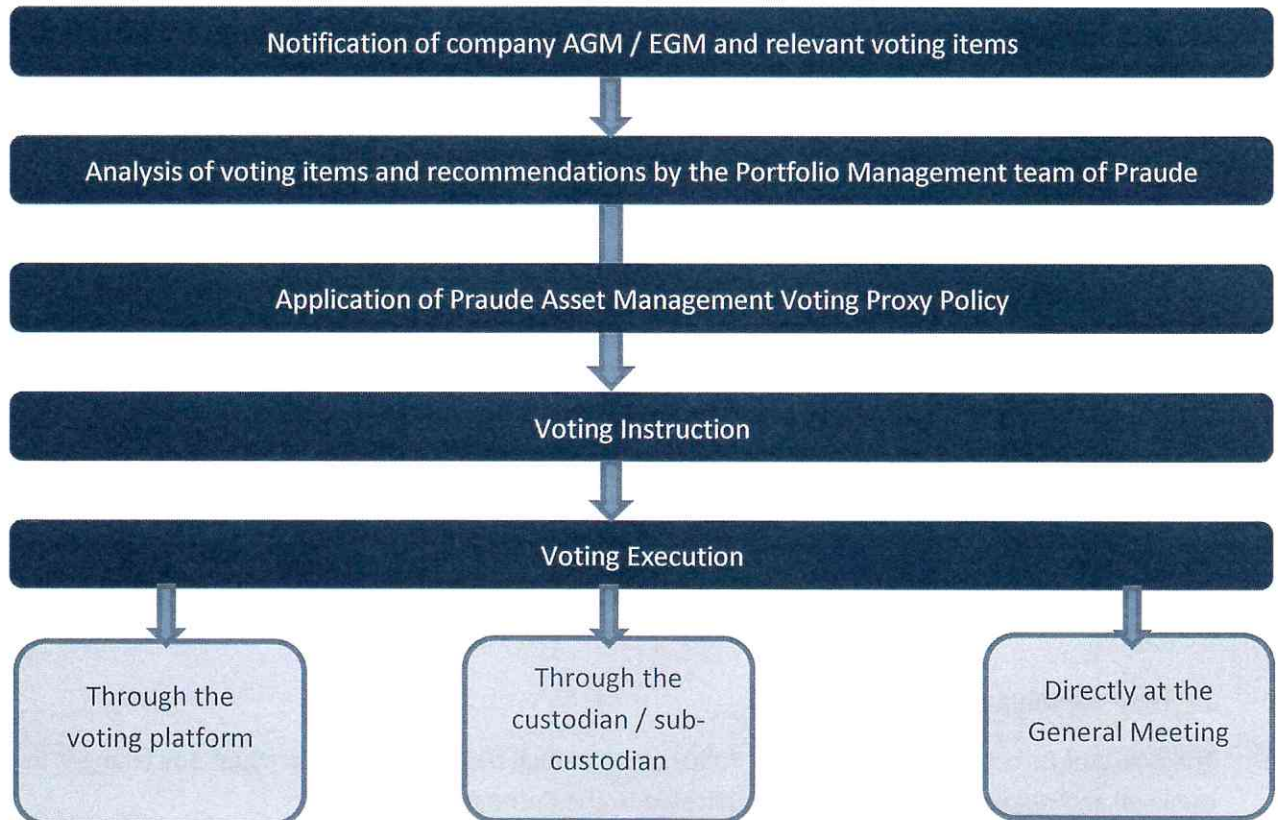 Notification of company AGM / EGM and relevant voting items
Analysis of voting items and recommendations by the Portfolio Management team of Praude
Application of Praude Asset Management Voting Proxy Policy
Voting Instruction
Voting Execution
Through the
voting platform
Through the
custodian / sub-
custodian
Directly at the
General Meeting